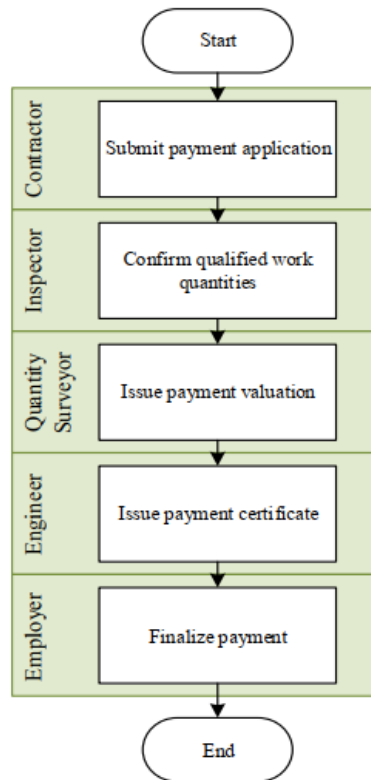 Start
Contractor
Submit payment application
Inspector
Confirm qualified work
quantities
Quantity
Surveyor
Issue payment valuation
Engineer
Issue payment certificate
Employer
Finalize payment
End